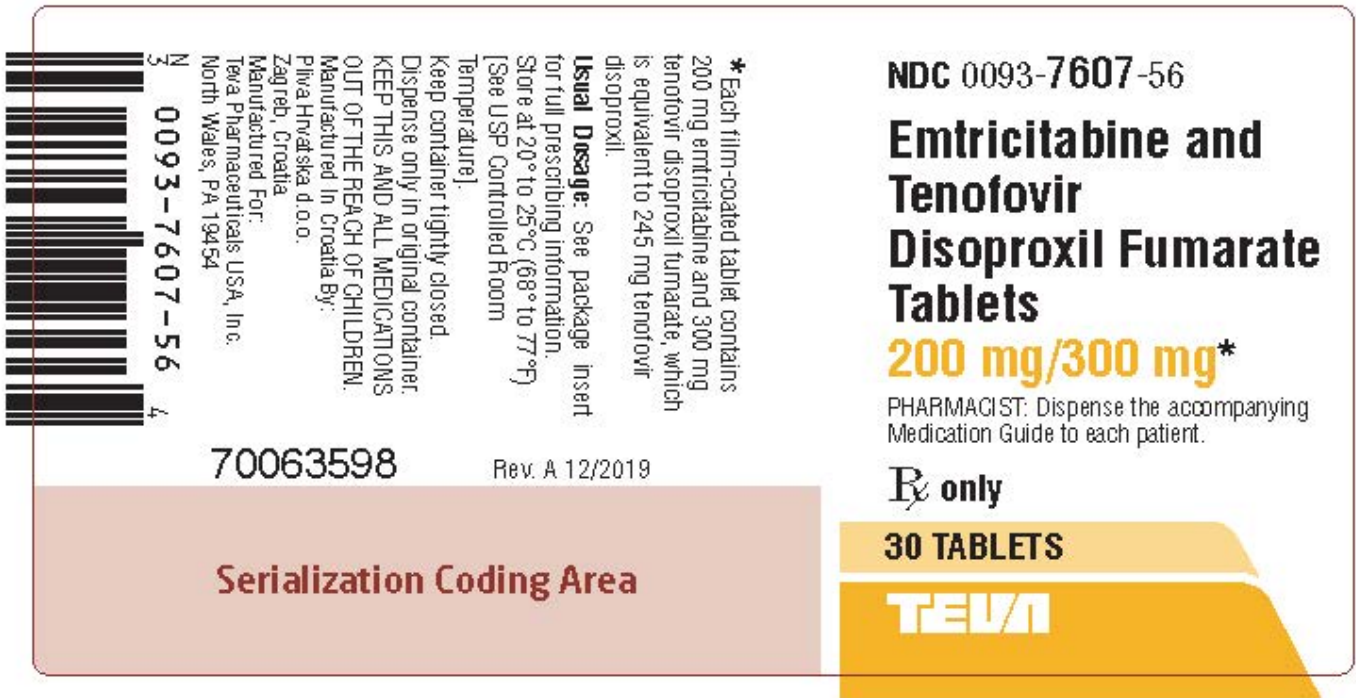 NDC 0093-7607-56
Emtricitabine and
Tenofovir
Disoproxil Fumarate
Tablets
200 mg/300 mg*
PHARMACIST: Dispense the accompanying
Medication Guide to each patient.
Rx only
30 TABLETS
TEVA
*Each film-coated tablet contains
200 mg emtricitabine and 300 mg
tenofovir disoproxil fumarate, which
is equivalent to 245 mg tenofovir
disoproxil.
Usual Dosage: See package insert
for full prescribing information.
Store at 20° to 25°C (68° to 77°F)
[See USP Controlled Room
Temperature].
Keep container tightly closed.
Dispense only in original container.
KEEP THIS AND ALL MEDICATIONS
OUT OF THE REACH OF CHILDREN.
Manufactured In Croatia By:
Pliva Hrvatska d.o.o.
Zagreb, Croatia
Manufactured For:
Teva Pharmaceuticals USA, Inc.
North Wales, PA 19454
N
3 0093-7607-56 4
70063598
Rev. A 12/2019
Serialization Coding Area